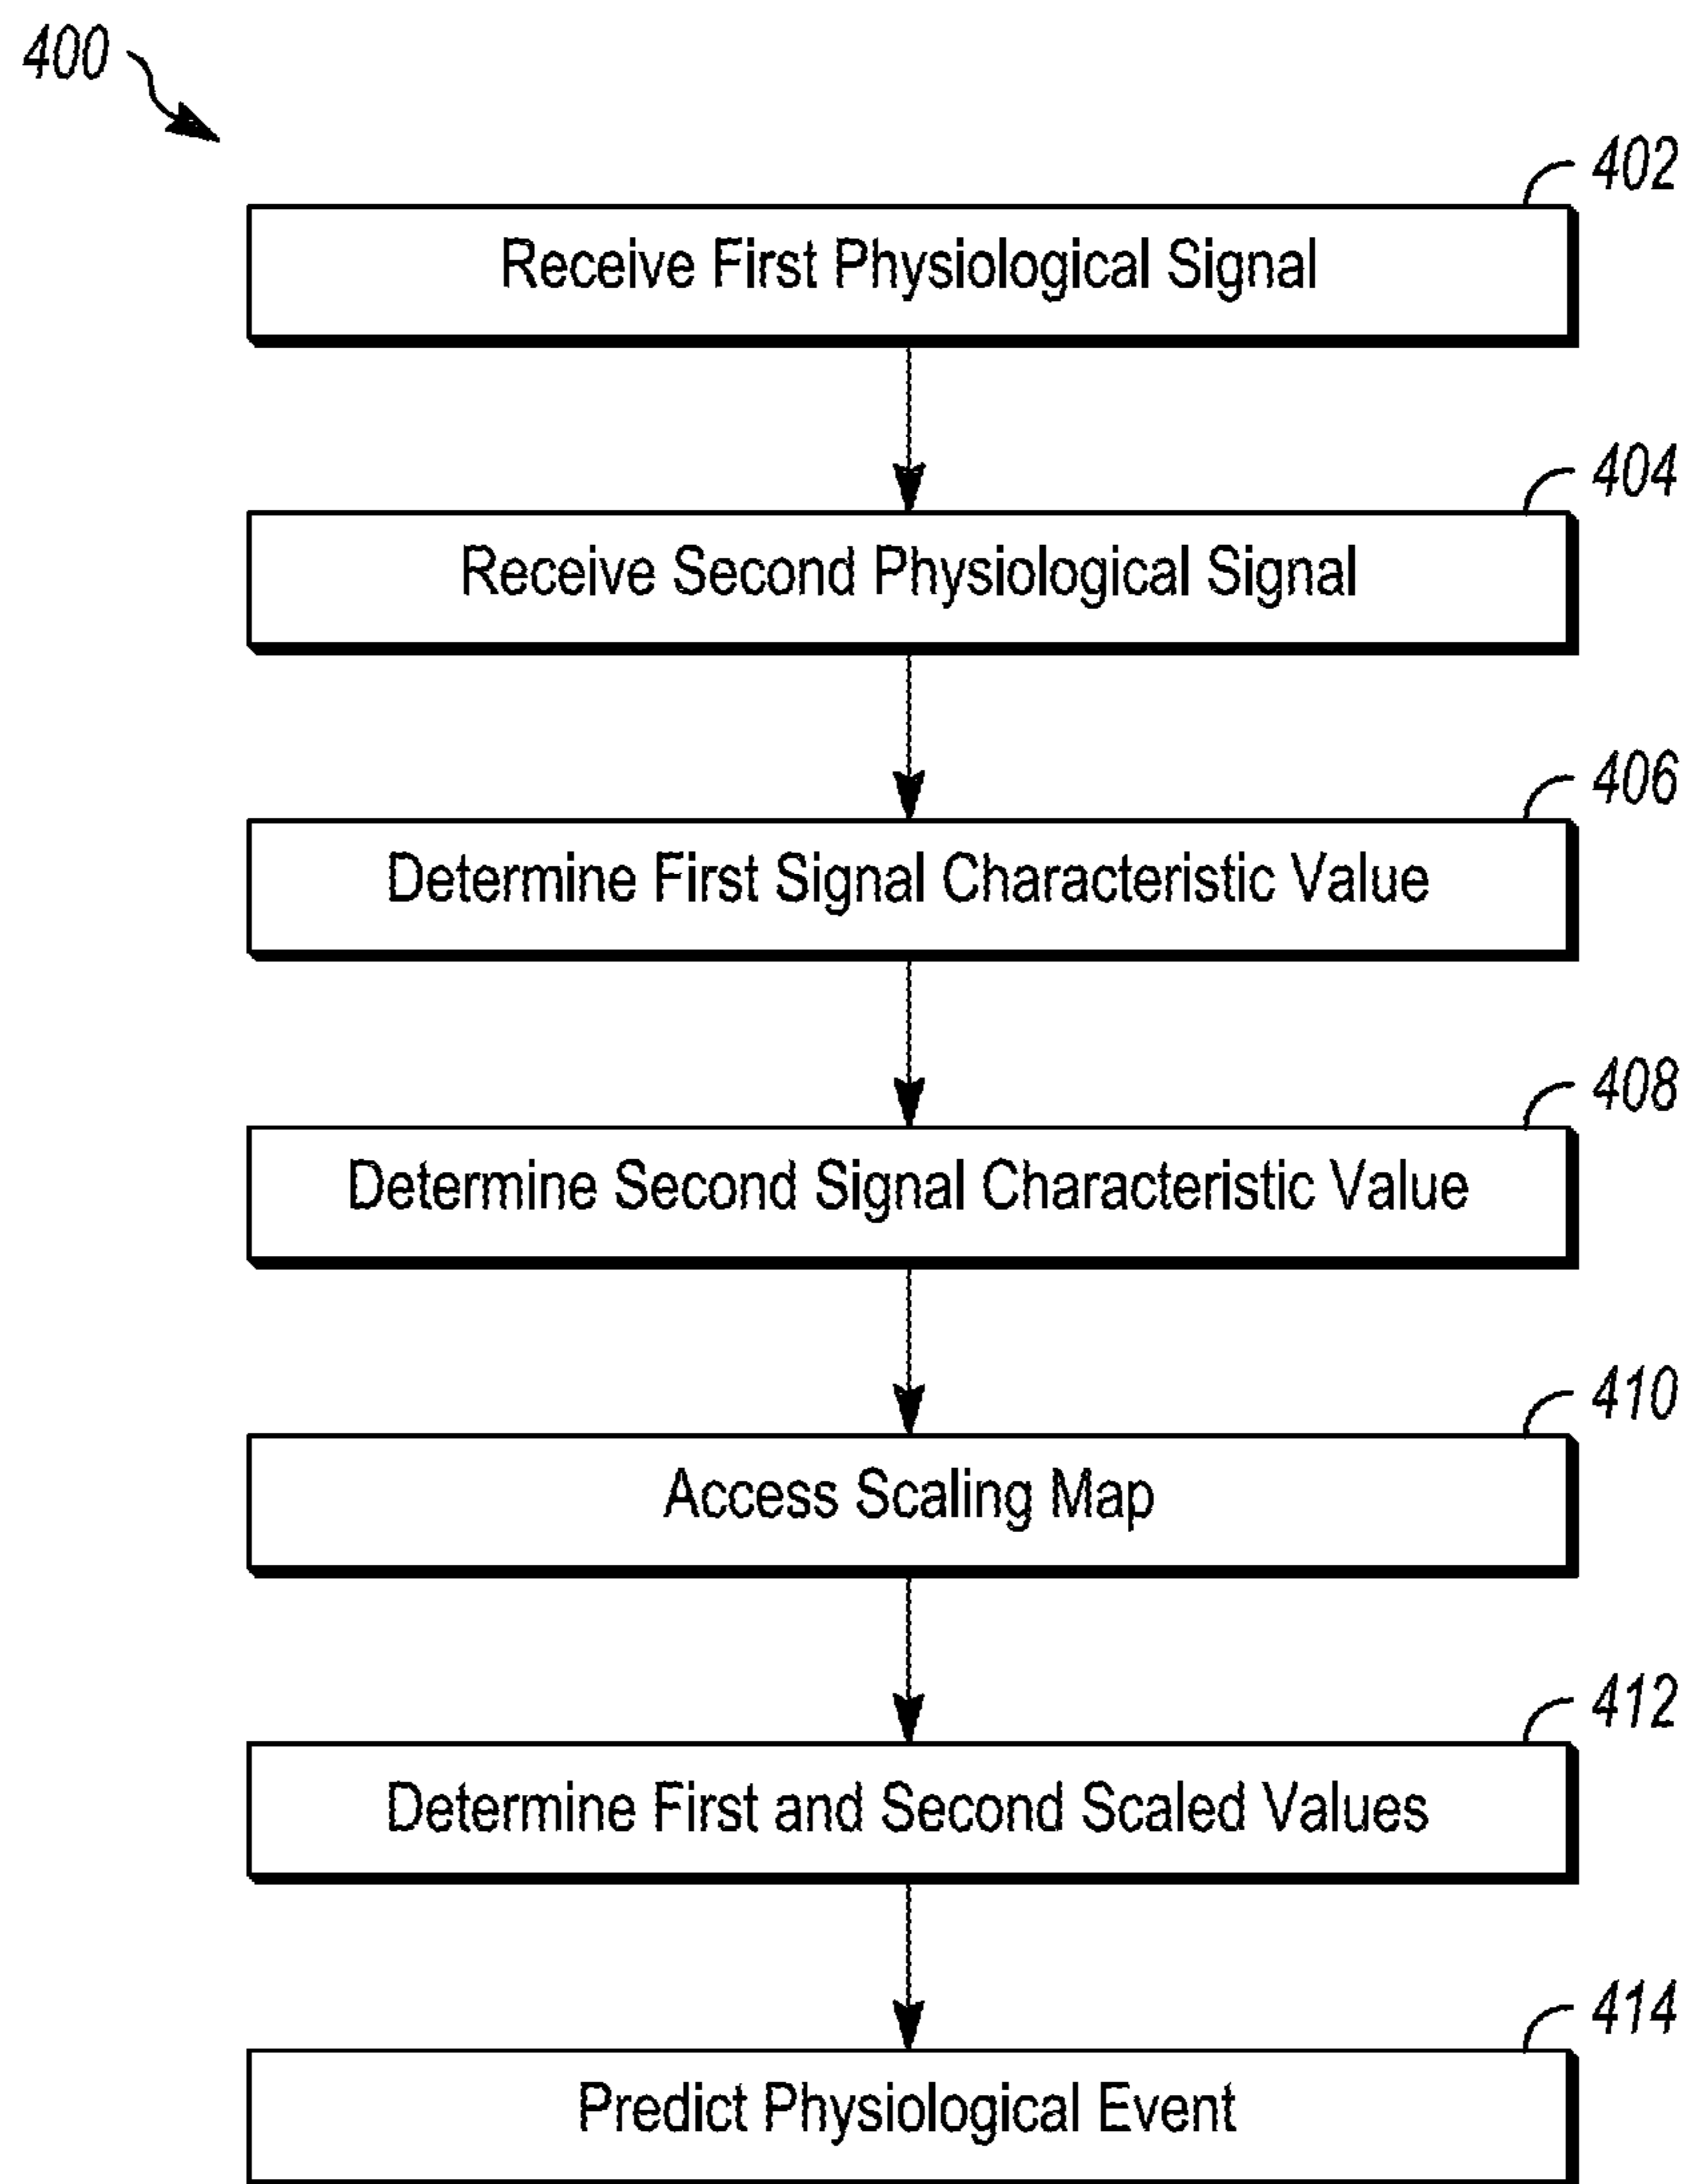 400
402
Receive First Physiological Signal
404
Receive Second Physiological Signal
406
Determine First Signal Characteristic Value
408
Determine Second Signal Characteristic Value
410
Access Scaling Map
412
Determine First and Second Scaled Values
414
Predict Physiological Event